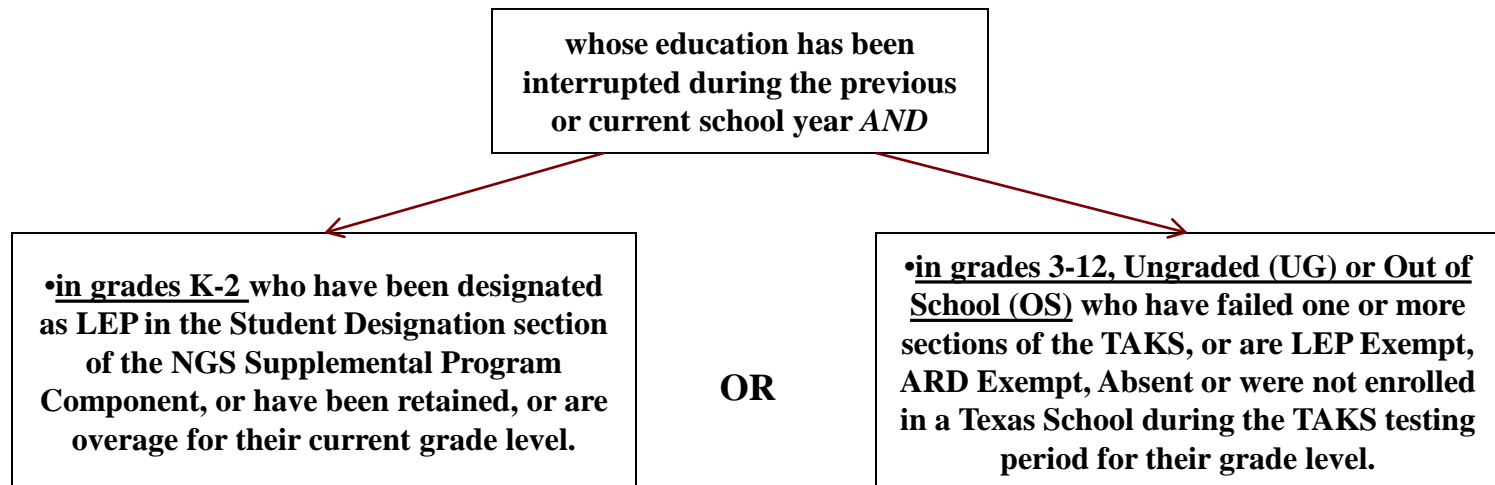 whose education has been
interrupted during the previous
or current school year AND
•in grades K-2 who have been designated
as LEP in the Student Designation section
of the NGS Supplemental Program
Component, or have been retained, or are
overage for their current grade level.
OR
•in grades 3-12, Ungraded (UG) or Out of
School (OS) who have failed one or more
sections of the TAKS, or are LEP Exempt,
ARD Exempt, Absent or were not enrolled
in a Texas School during the TAKS testing
period for their grade level.